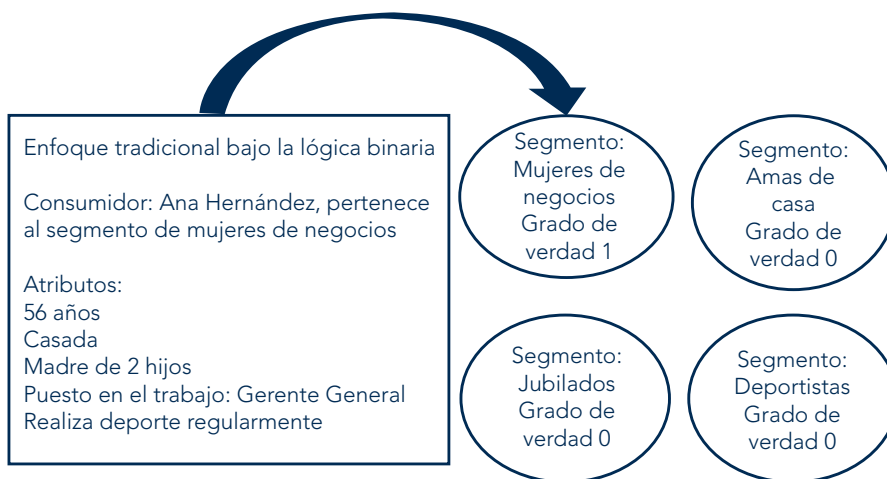 Enfoque tradicional bajo la lógica binaria
Consumidor: Ana Hernández, pertenece
al segmento de mujeres de negocios
Atributos:
56 años
Casada
Madre de 2 hijos
Puesto en el trabajo: Gerente General
Realiza deporte regularmente
Segmento:
Mujeres de
negocios
Grado de
verdad 1
Segmento:
Amas de
casa
Grado de
verdad 0
Segmento:
Jubilados
Grado de
verdad 0
Segmento:
Deportistas
Grado de
verdad 0